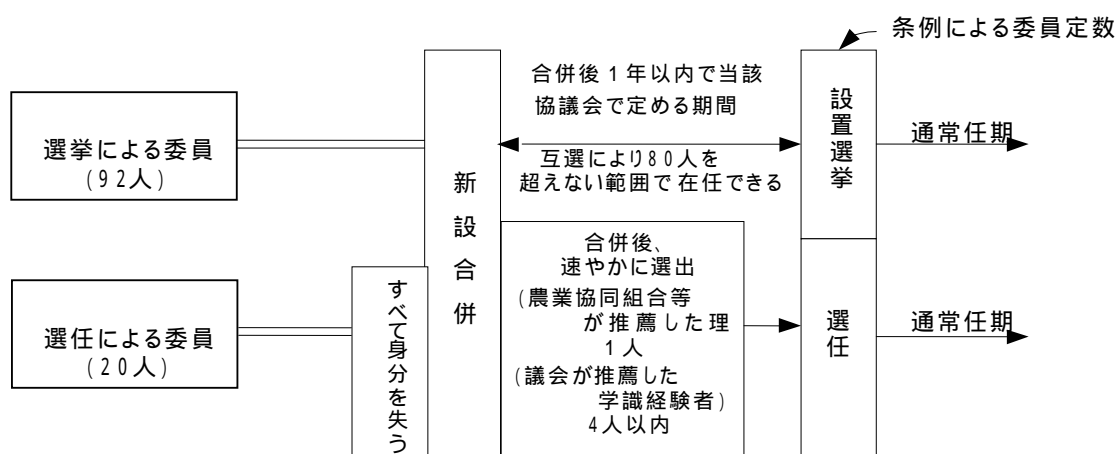 条例による委員定数
選挙による委員
(92人)
新設合併
合併後1年以内で当該
協議会で定める期間
互選により80人を
超えない範囲で在任できる
設置選挙
通常任期
選任による委員
(20人)
すべて身分を失う
合併後、
速やかに選出
(農業協同組合等
が推薦した理
1人
(議会が推薦した
学識経験者)
4人以内
選任
通常任期